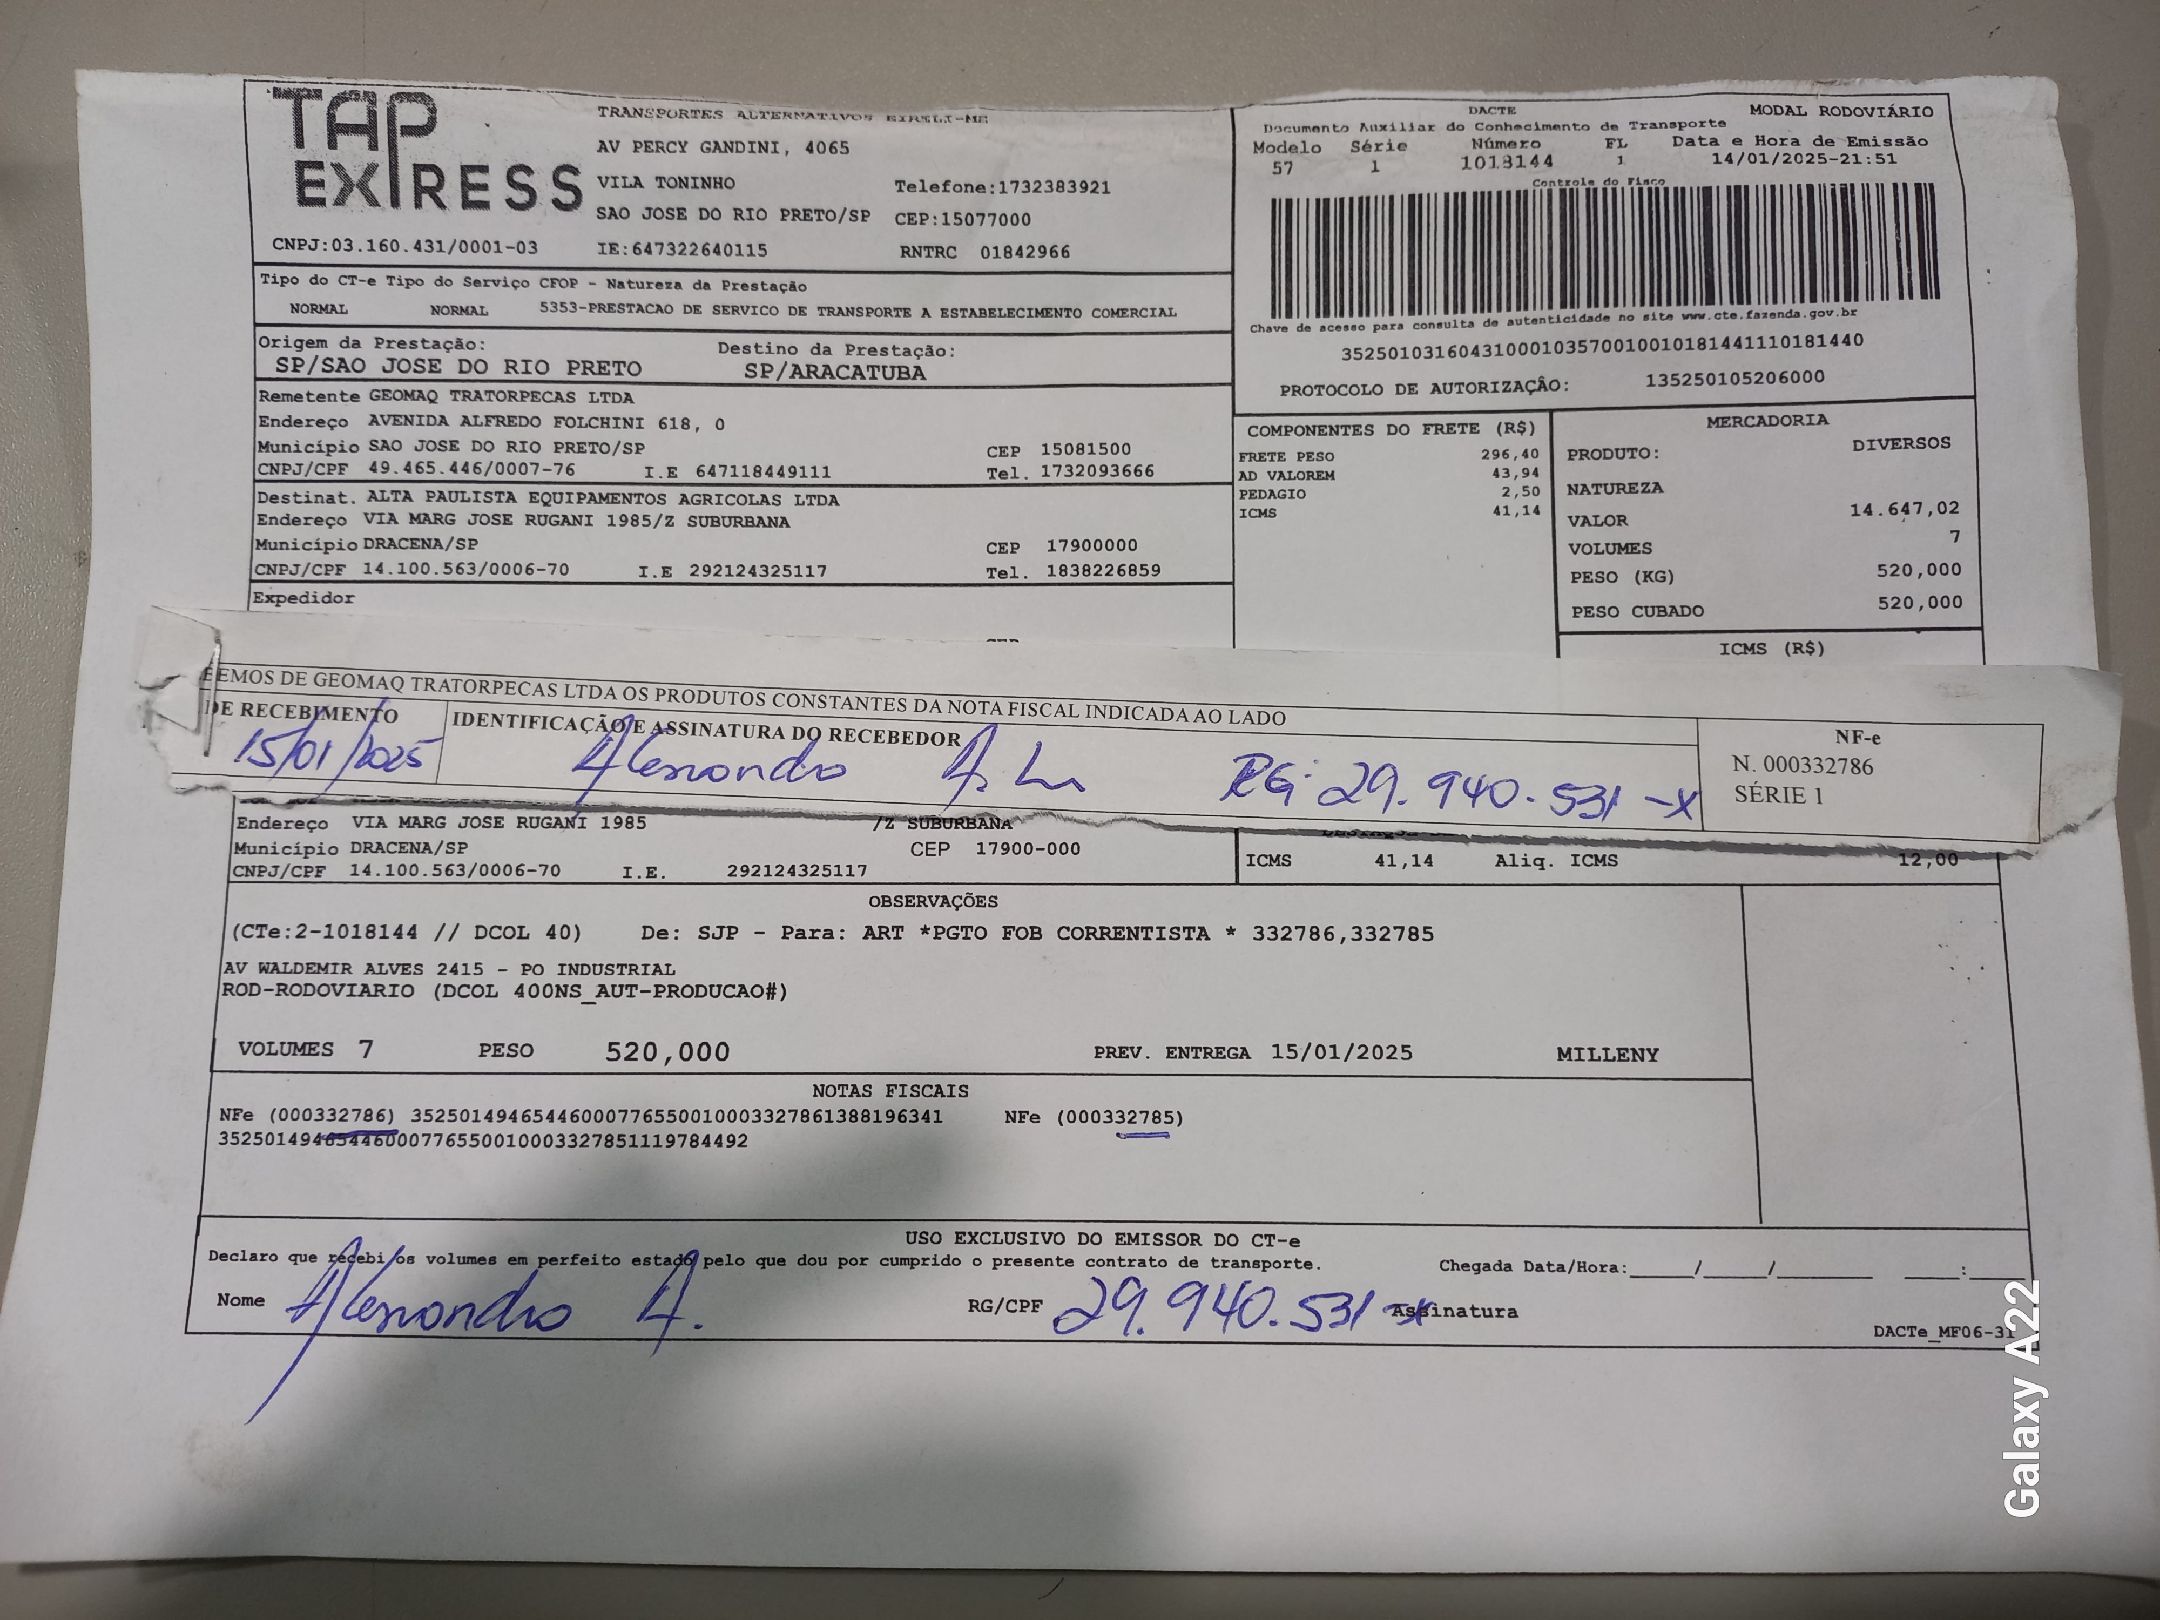 TAP EXPRESS
TRANSPORTES ALTERNATIVOS EIRELI-ME
AV PERCY GANDINI, 4065
VILA TONINHO Telefone:1732383921
SAO JOSE DO RIO PRETO/SP CEP:15077000
CNPJ:03.160.431/0001-03 IE:647322640115 RNTRC 01842966
DACTE MODAL RODOVIÁRIO
Documento Auxiliar do Conhecimento de Transporte
Modelo Série Número FL Data e Hora de Emissão
57 1 1018144 1 14/01/2025-21:51
Controle do Fisco
Chave de acesso para consulta de autenticidade no site www.cte.fazenda.gov.br
35250103160431000103570010010181441110181440
PROTOCOLO DE AUTORIZAÇÂO: 135250105206000
Tipo do CT-e Tipo do Serviço CFOP - Natureza da Prestação
NORMAL NORMAL 5353-PRESTACAO DE SERVICO DE TRANSPORTE A ESTABELECIMENTO COMERCIAL
Origem da Prestação: Destino da Prestação:
SP/SAO JOSE DO RIO PRETO SP/ARACATUBA
Remetente GEOMAQ TRATORPECAS LTDA
Endereço AVENIDA ALFREDO FOLCHINI 618, 0
Município SAO JOSE DO RIO PRETO/SP CEP 15081500
CNPJ/CPF 49.465.446/0007-76 I.E 647118449111 Tel. 1732093666
Destinat. ALTA PAULISTA EQUIPAMENTOS AGRICOLAS LTDA
Endereço VIA MARG JOSE RUGANI 1985/Z SUBURBANA
Município DRACENA/SP CEP 17900000
CNPJ/CPF 14.100.563/0006-70 I.E 292124325117 Tel. 1838226859
Expedidor
COMPONENTES DO FRETE (R$)
FRETE PESO 296,40
AD VALOREM 43,94
PEDAGIO 2,50
ICMS 41,14
MERCADORIA
PRODUTO: DIVERSOS
NATUREZA
VALOR 14.647,02
VOLUMES 7
PESO (KG) 520,000
PESO CUBADO 520,000
ICMS (R$)
EMOS DE GEOMAQ TRATORPECAS LTDA OS PRODUTOS CONSTANTES DA NOTA FISCAL INDICADA AO LADO
DE RECEBIMENTO IDENTIFICAÇÃO E ASSINATURA DO RECEBEDOR
15/01/2025 Alessandro A. RG: 29.940.531-x
NF-e
N. 000332786
SÉRIE 1
Endereço VIA MARG JOSE RUGANI 1985 /Z SUBURBANA
Município DRACENA/SP CEP 17900-000
CNPJ/CPF 14.100.563/0006-70 I.E. 292124325117
ICMS 41,14 Aliq. ICMS 12,00
OBSERVAÇÕES
(CTe:2-1018144 // DCOL 40) De: SJP - Para: ART *PGTO FOB CORRENTISTA * 332786,332785
AV WALDEMIR ALVES 2415 - PO INDUSTRIAL
ROD-RODOVIARIO (DCOL 400NS_AUT-PRODUCAO#)
VOLUMES 7 PESO 520,000 PREV. ENTREGA 15/01/2025 MILLENY
NOTAS FISCAIS
NFe (000332786) 35250149465446000776550010003327861388196341 NFe (000332785)
35250149465446000776550010003327851119784492
USO EXCLUSIVO DO EMISSOR DO CT-e
Declaro que recebi os volumes em perfeito estado pelo que dou por cumprido o presente contrato de transporte. Chegada Data/Hora:____/____/______ ____:____
Nome Alessandro A. RG/CPF 29.940.531-x Assinatura
DACTe_MF06-31
Galaxy A22